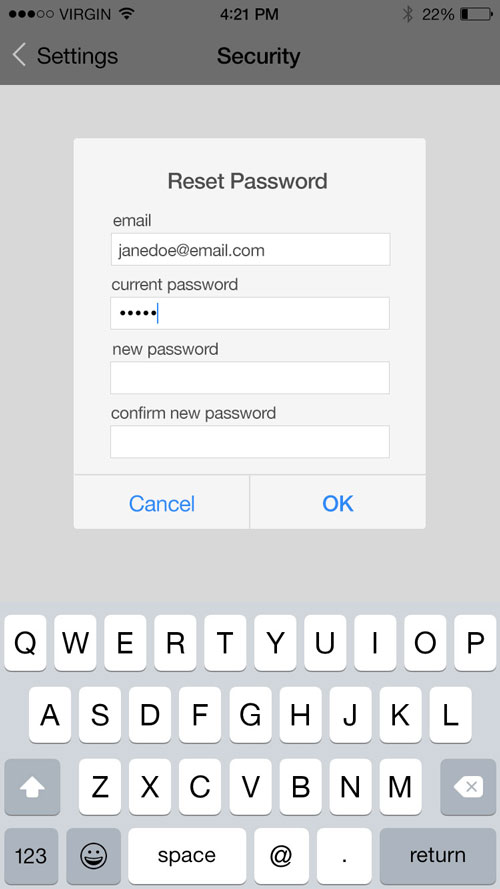 VIRGIN 4:21 PM 22%
Settings Security
Reset Password
email
janedoe@email.com
current password
•••••
new password
confirm new password
Cancel OK
Q W E R T Y U I O P
A S D F G H J K L
Z X C V B N M
123 space @ . return